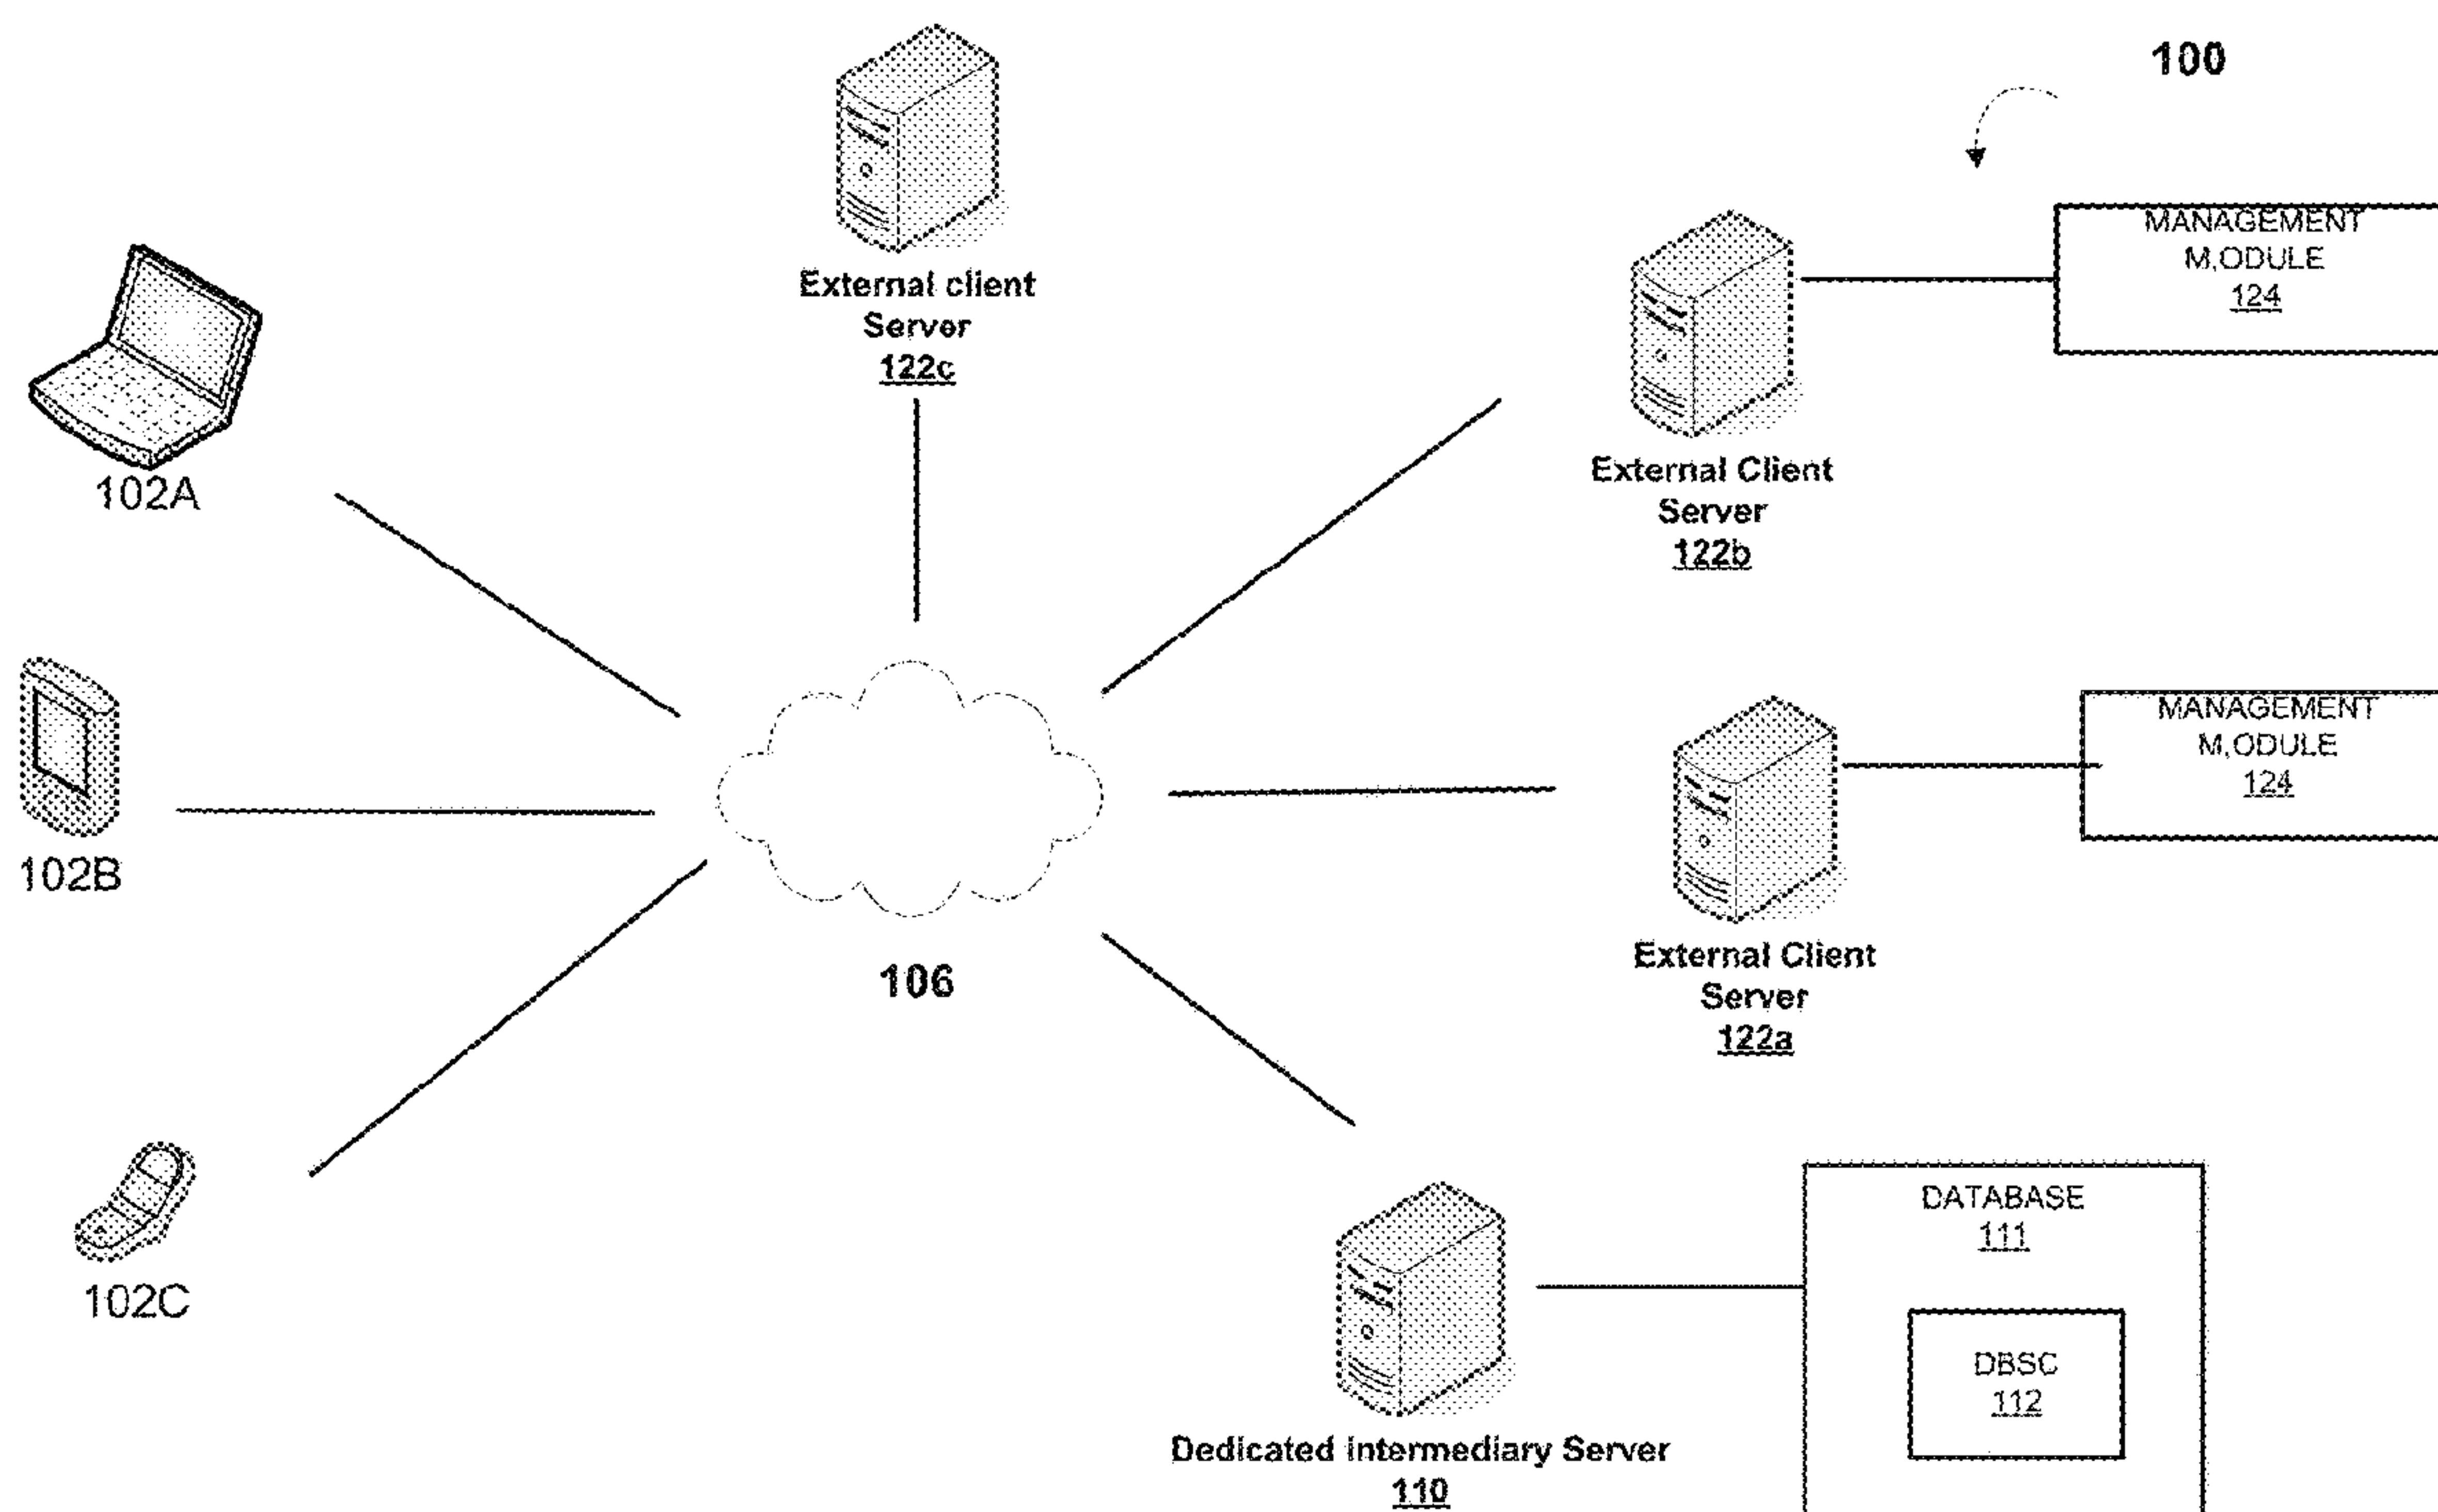 100
External client
Server
122c
MANAGEMENT
M,ODULE
124
102A
External Client
Server
122b
MANAGEMENT
M,ODULE
124
102B
External Client
Server
122a
106
102C
DATABASE
111
DBSC
112
Dedicated Intermediary Server
110